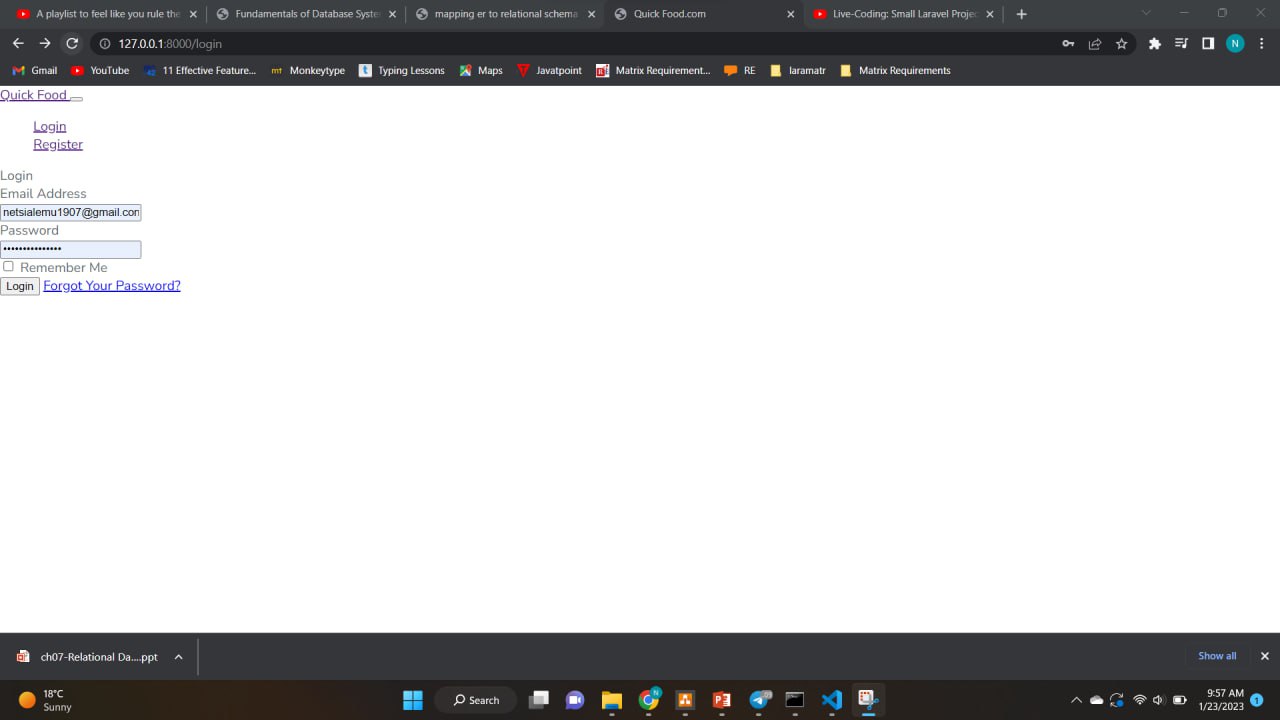 A playlist to feel like you rule the
Fundamentals of Database Syste
mapping er to relational schema
Quick Food.com
Live-Coding: Small Laravel Projec
127.0.0.1:8000/login
N
Gmail
YouTube
11 Effective Feature...
mt Monkeytype
t Typing Lessons
Maps
Javatpoint
Matrix Requirement...
RE
laramatr
Matrix Requirements
Quick Food
Login
Register
Login
Email Address
netsialemu1907@gmail.con
Password
Remember Me
Login Forgot Your Password?
ch07-Relational Da....ppt
Show all
18°C
Sunny
Search
N
9:57 AM
1/23/2023
1